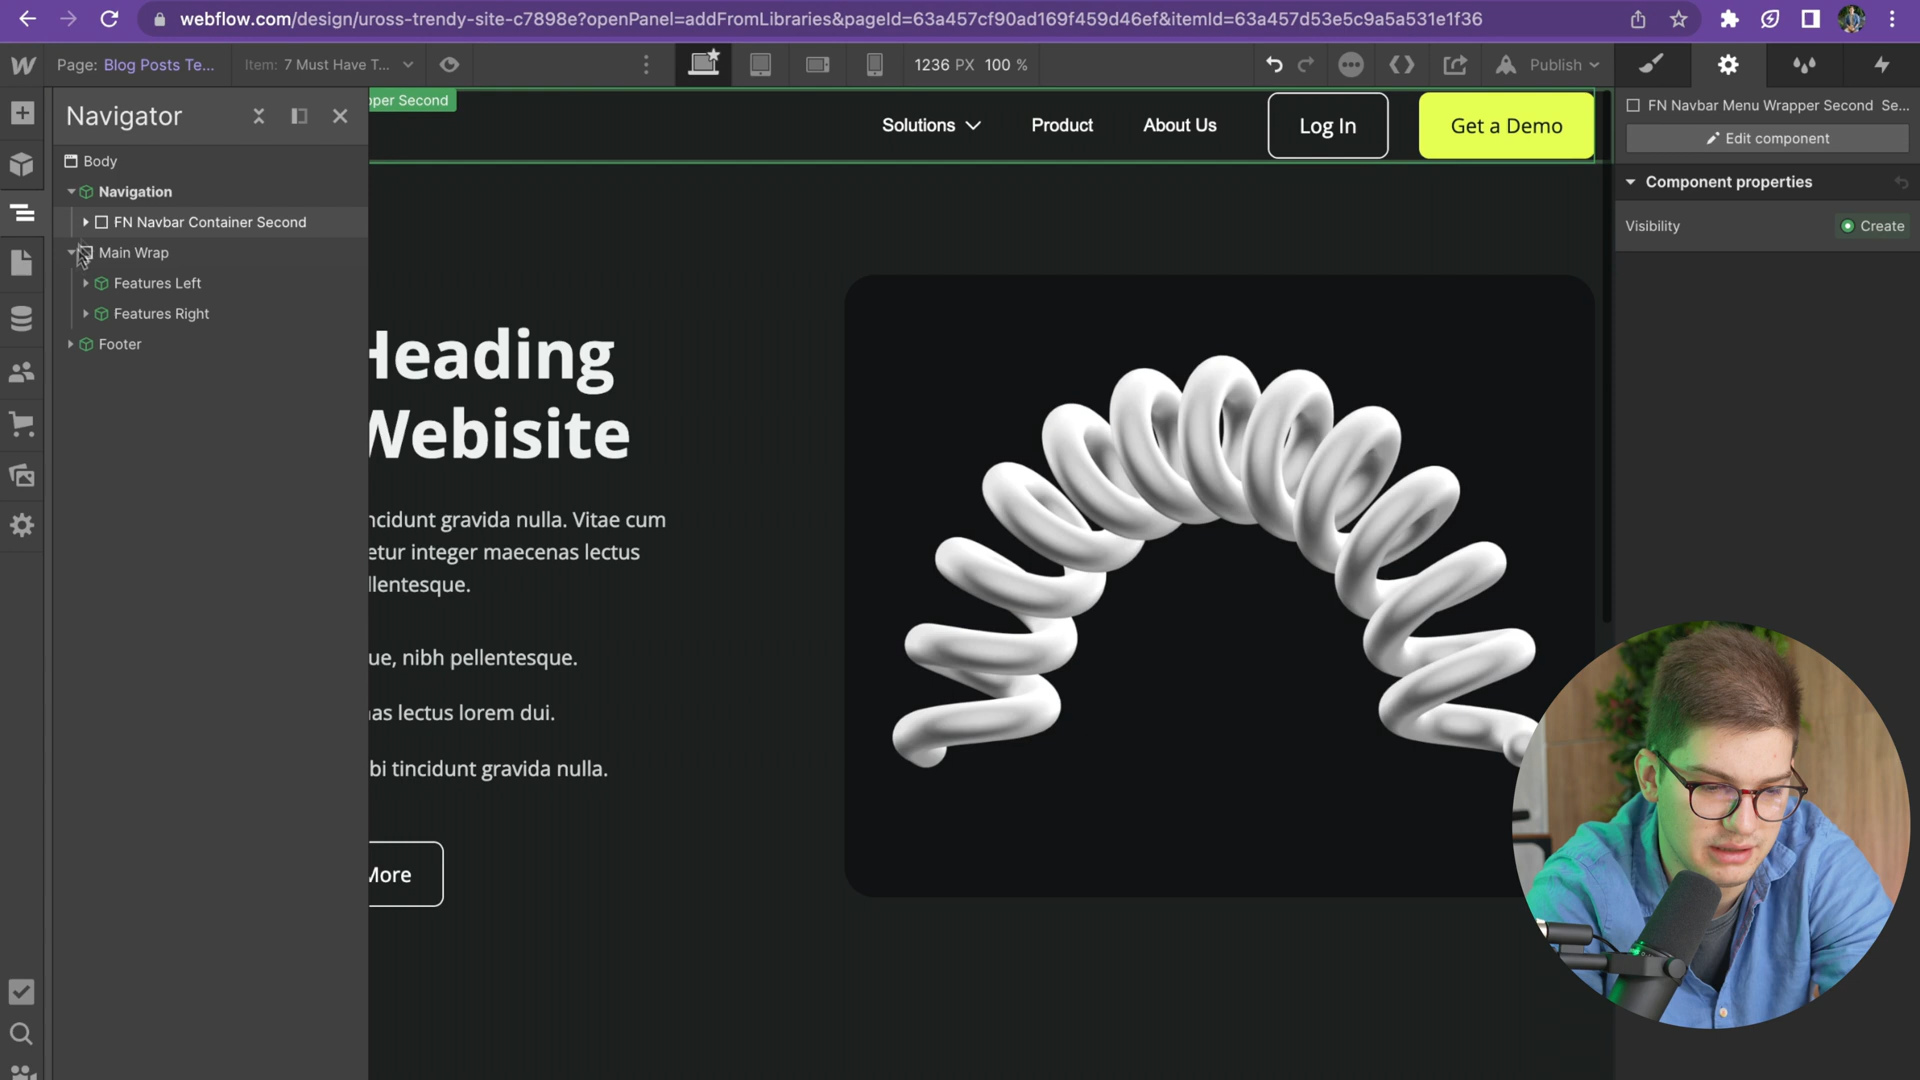 webflow.com/design/uross-trendy-site-c7898e?openPanel=addFromLibraries&pageId=63a457cf90ad169f459d46ef&itemId=63a457d53e5c9a5a531e1f36
Page: Blog Posts Te...
Item: 7 Must Have T...
1236 PX 100 %
Publish
Navigator
Body
Navigation
FN Navbar Container Second
Main Wrap
Features Left
Features Right
Footer
pper Second
Solutions
Product
About Us
Log In
Get a Demo
Heading
Webisite
ncidunt gravida nulla. Vitae cum
etur integer maecenas lectus
llentesque.
ue, nibh pellentesque.
as lectus lorem dui.
bi tincidunt gravida nulla.
More
FN Navbar Menu Wrapper Second Se...
Edit component
Component properties
Visibility
Create